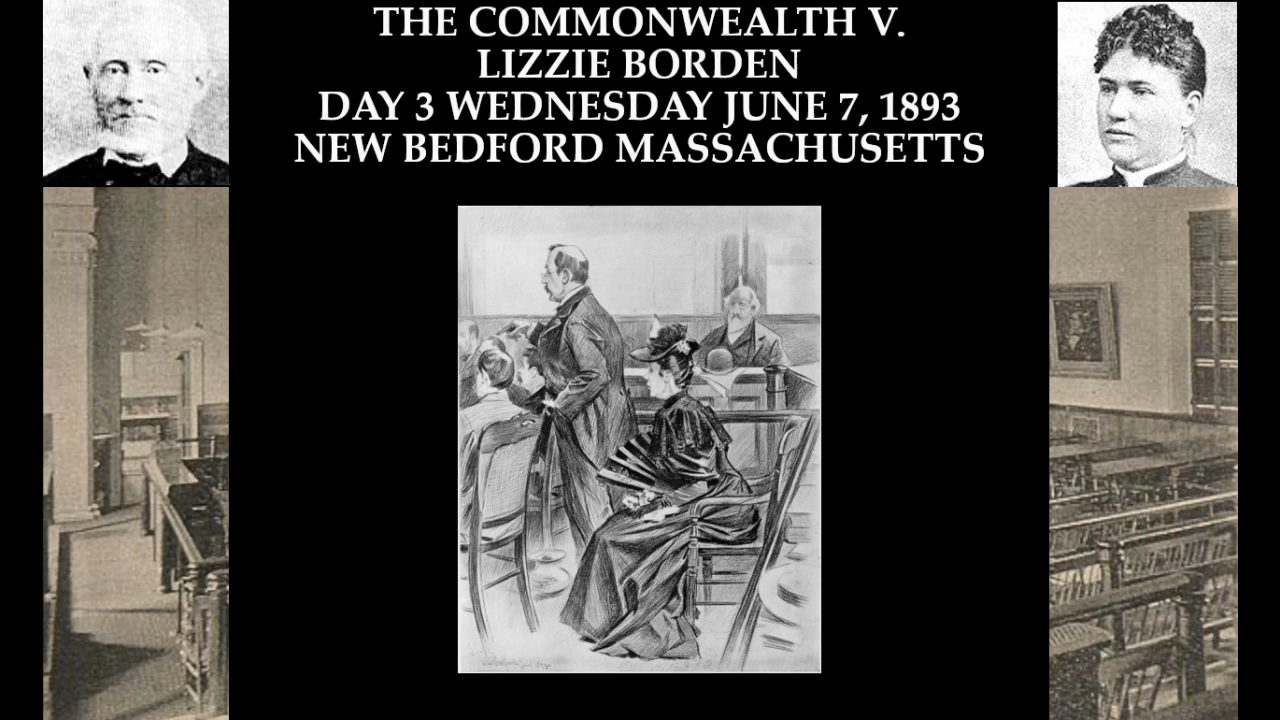 THE COMMONWEALTH V.
LIZZIE BORDEN
DAY 3 WEDNESDAY JUNE 7, 1893
NEW BEDFORD MASSACHUSETTS